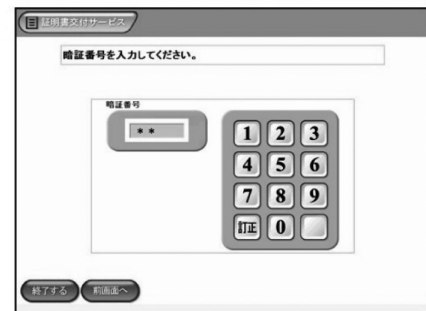 証明書交付サービス
暗証番号を入力してください。
暗証番号
**
1 2 3
4 5 6
7 8 9
訂正 0
終了する 前画面へ